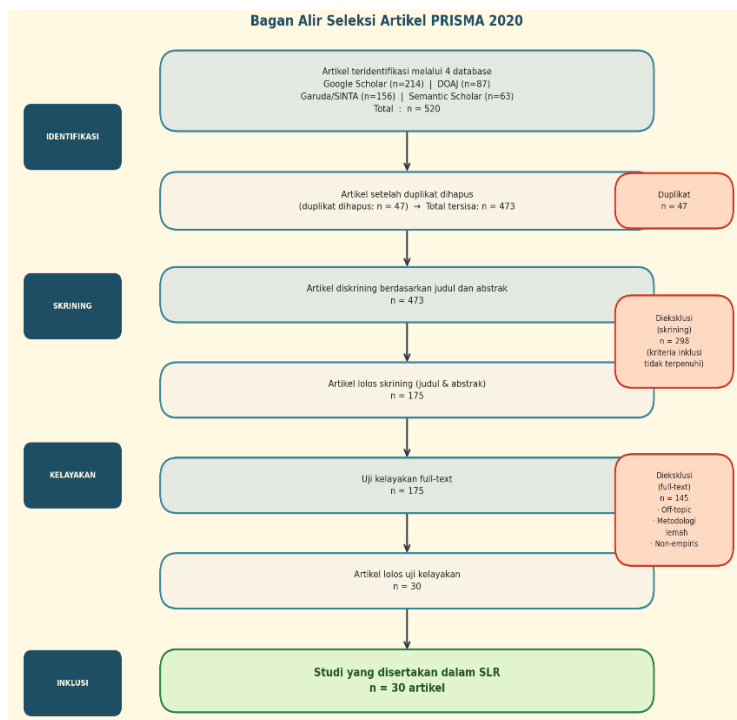 Bagan Alir Seleksi Artikel PRISMA 2020
Artikel teridentifikasi melalui 4 database
Google Scholar (n=214) | DOAJ (n=87)
Garuda/SINTA (n=156) | Semantic Scholar (n=63)
Total : n = 520
IDENTIFIKASI
Artikel setelah duplikat dihapus
(duplikat dihapus: n = 47) → Total tersisa: n = 473
Duplikat
n = 47
SKRINING
Artikel diskrining berdasarkan judul dan abstrak
n = 473
Dieksklusi
(skrining)
n = 298
(kriteria inklusi
tidak terpenuhi)
Artikel lolos skrining (judul & abstrak)
n = 175
KELAYAKAN
Uji kelayakan full-text
n = 175
Dieksklusi
(full-text)
n = 145
· Off-topic
· Metodologi
lemah
· Non-empiris
Artikel lolos uji kelayakan
n = 30
INKLUSI
Studi yang disertakan dalam SLR
n = 30 artikel